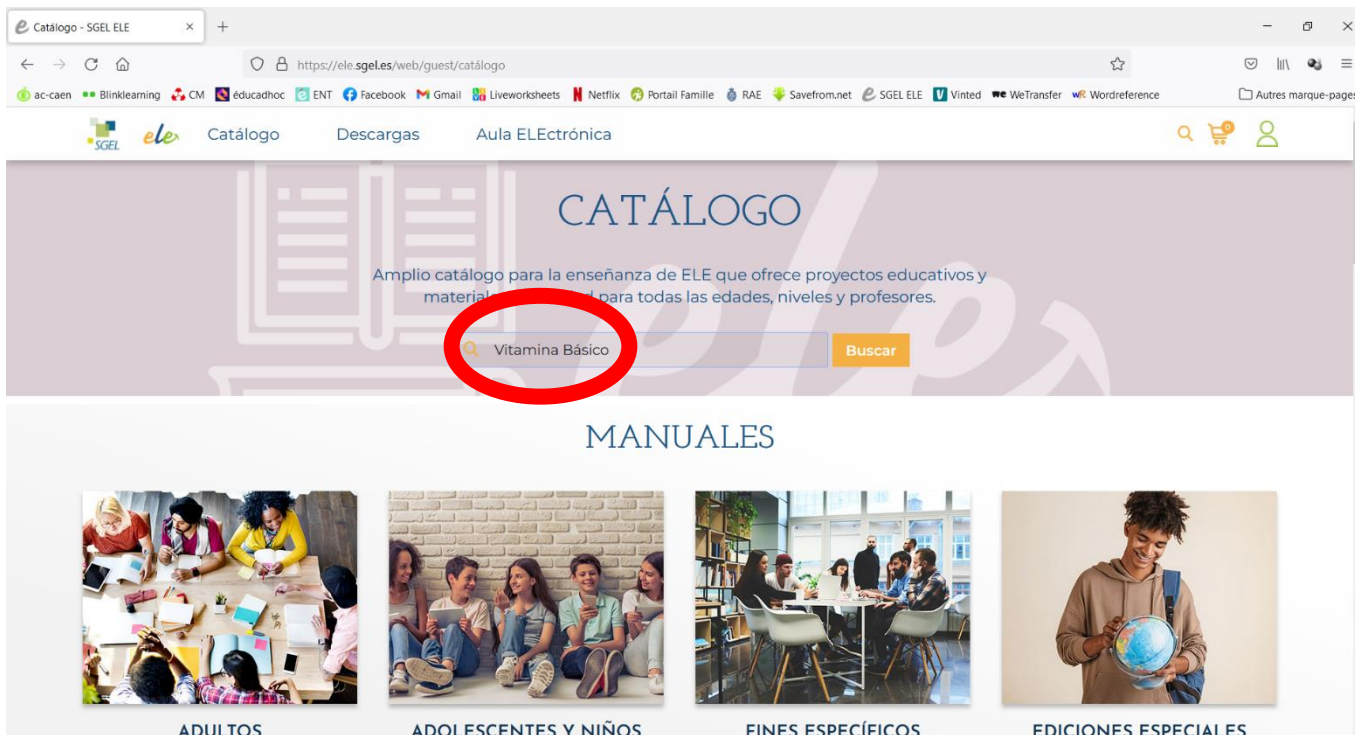 Catálogo - SGEL ELE
https://ele.sgel.es/web/guest/catálogo
ac-caen Blinklearning CM éducadhoc ENT Facebook Gmail Liveworksheets Netflix Portail Famille RAE Savefrom.net SGEL ELE Vinted WeTransfer Wordreference Autres marque-pages
SGEL ele Catálogo Descargas Aula ELEctrónica 0
CATÁLOGO
Amplio catálogo para la enseñanza de ELE que ofrece proyectos educativos y
para todas las edades, niveles y profesores.
Vitamina Básico Buscar
MANUALES
ADULTOS ADOLESCENTES Y NIÑOS FINES ESPECÍFICOS EDICIONES ESPECIALES